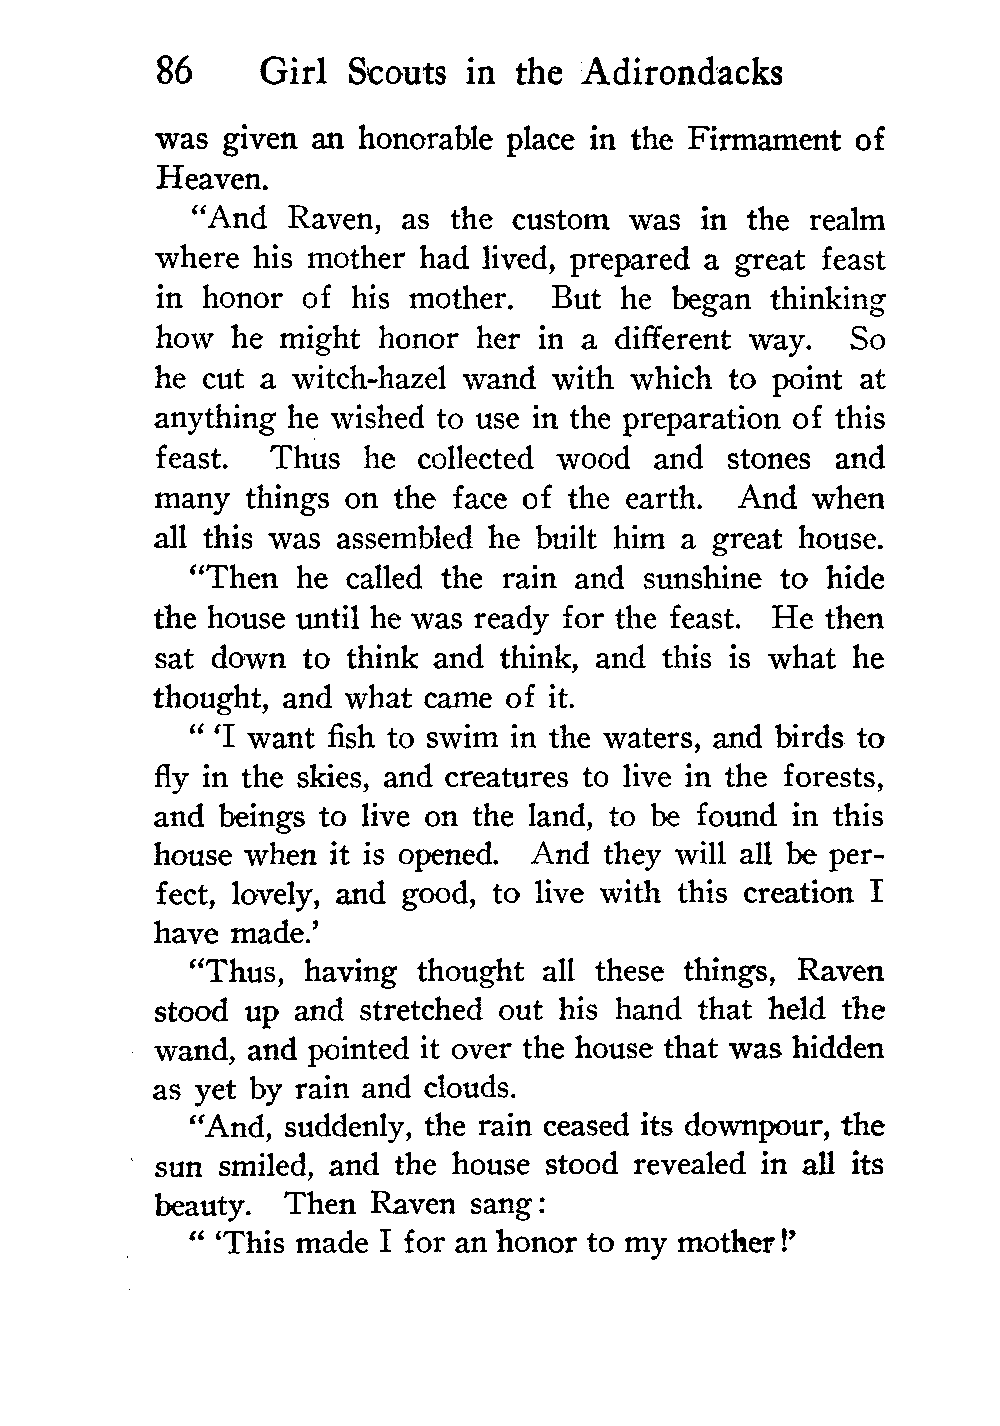 86 Girl Scouts in the Adirondacks
was given an honorable place in the Firmament of
Heaven.
“And Raven, as the custom was in the realm
where his mother had lived, prepared a great feast
in honor of his mother. But he began thinking
how he might honor her in a different way. So
he cut a witch-hazel wand with which to point at
anything he wished to use in the preparation of this
feast. Thus he collected wood and stones and
many things on the face of the earth. And when
all this was assembled he built him a great house.
“Then he called the rain and sunshine to hide
the house until he was ready for the feast. He then
sat down to think and think, and this is what he
thought, and what came of it.
“ ‘I want fish to swim in the waters, and birds to
fly in the skies, and creatures to live in the forests,
and beings to live on the land, to be found in this
house when it is opened. And they will all be per-
fect, lovely, and good, to live with this creation I
have made.’
“Thus, having thought all these things, Raven
stood up and stretched out his hand that held the
wand, and pointed it over the house that was hidden
as yet by rain and clouds.
“And, suddenly, the rain ceased its downpour, the
sun smiled, and the house stood revealed in all its
beauty. Then Raven sang:
“ ‘This made I for an honor to my mother!’